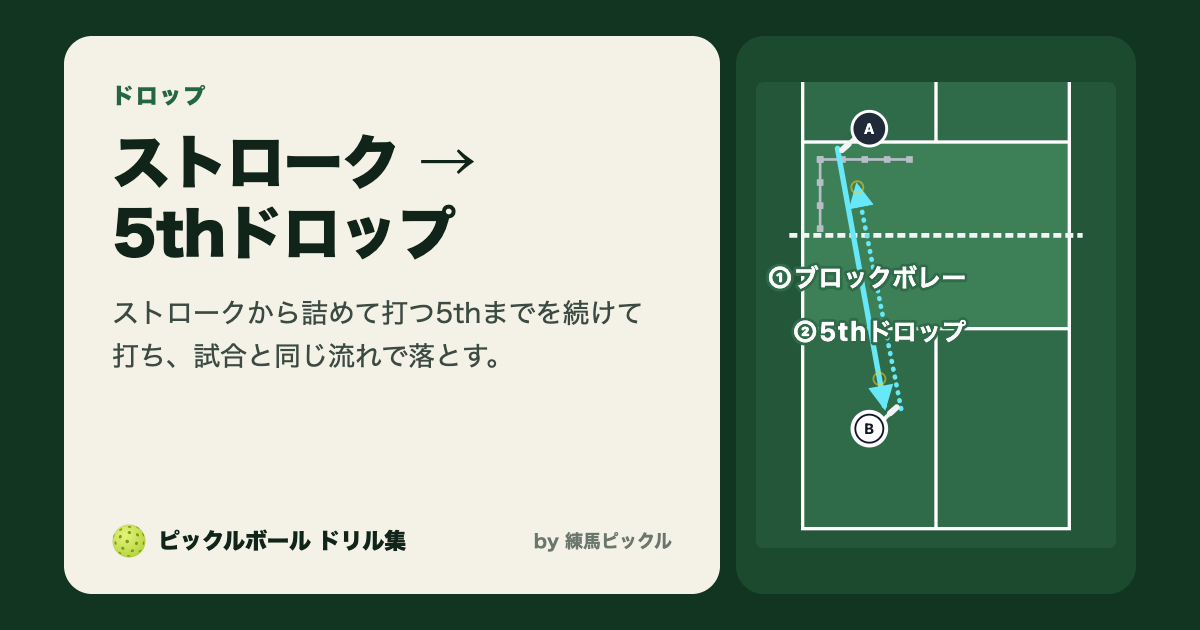 ドロップ
ストローク →
5thドロップ
ストロークから詰めて打つ5thまでを続けて
打ち、試合と同じ流れで落とす。
ピックルボール ドリル集
by 練馬ピックル
A
①ブロックボレー
②5thドロップ
B